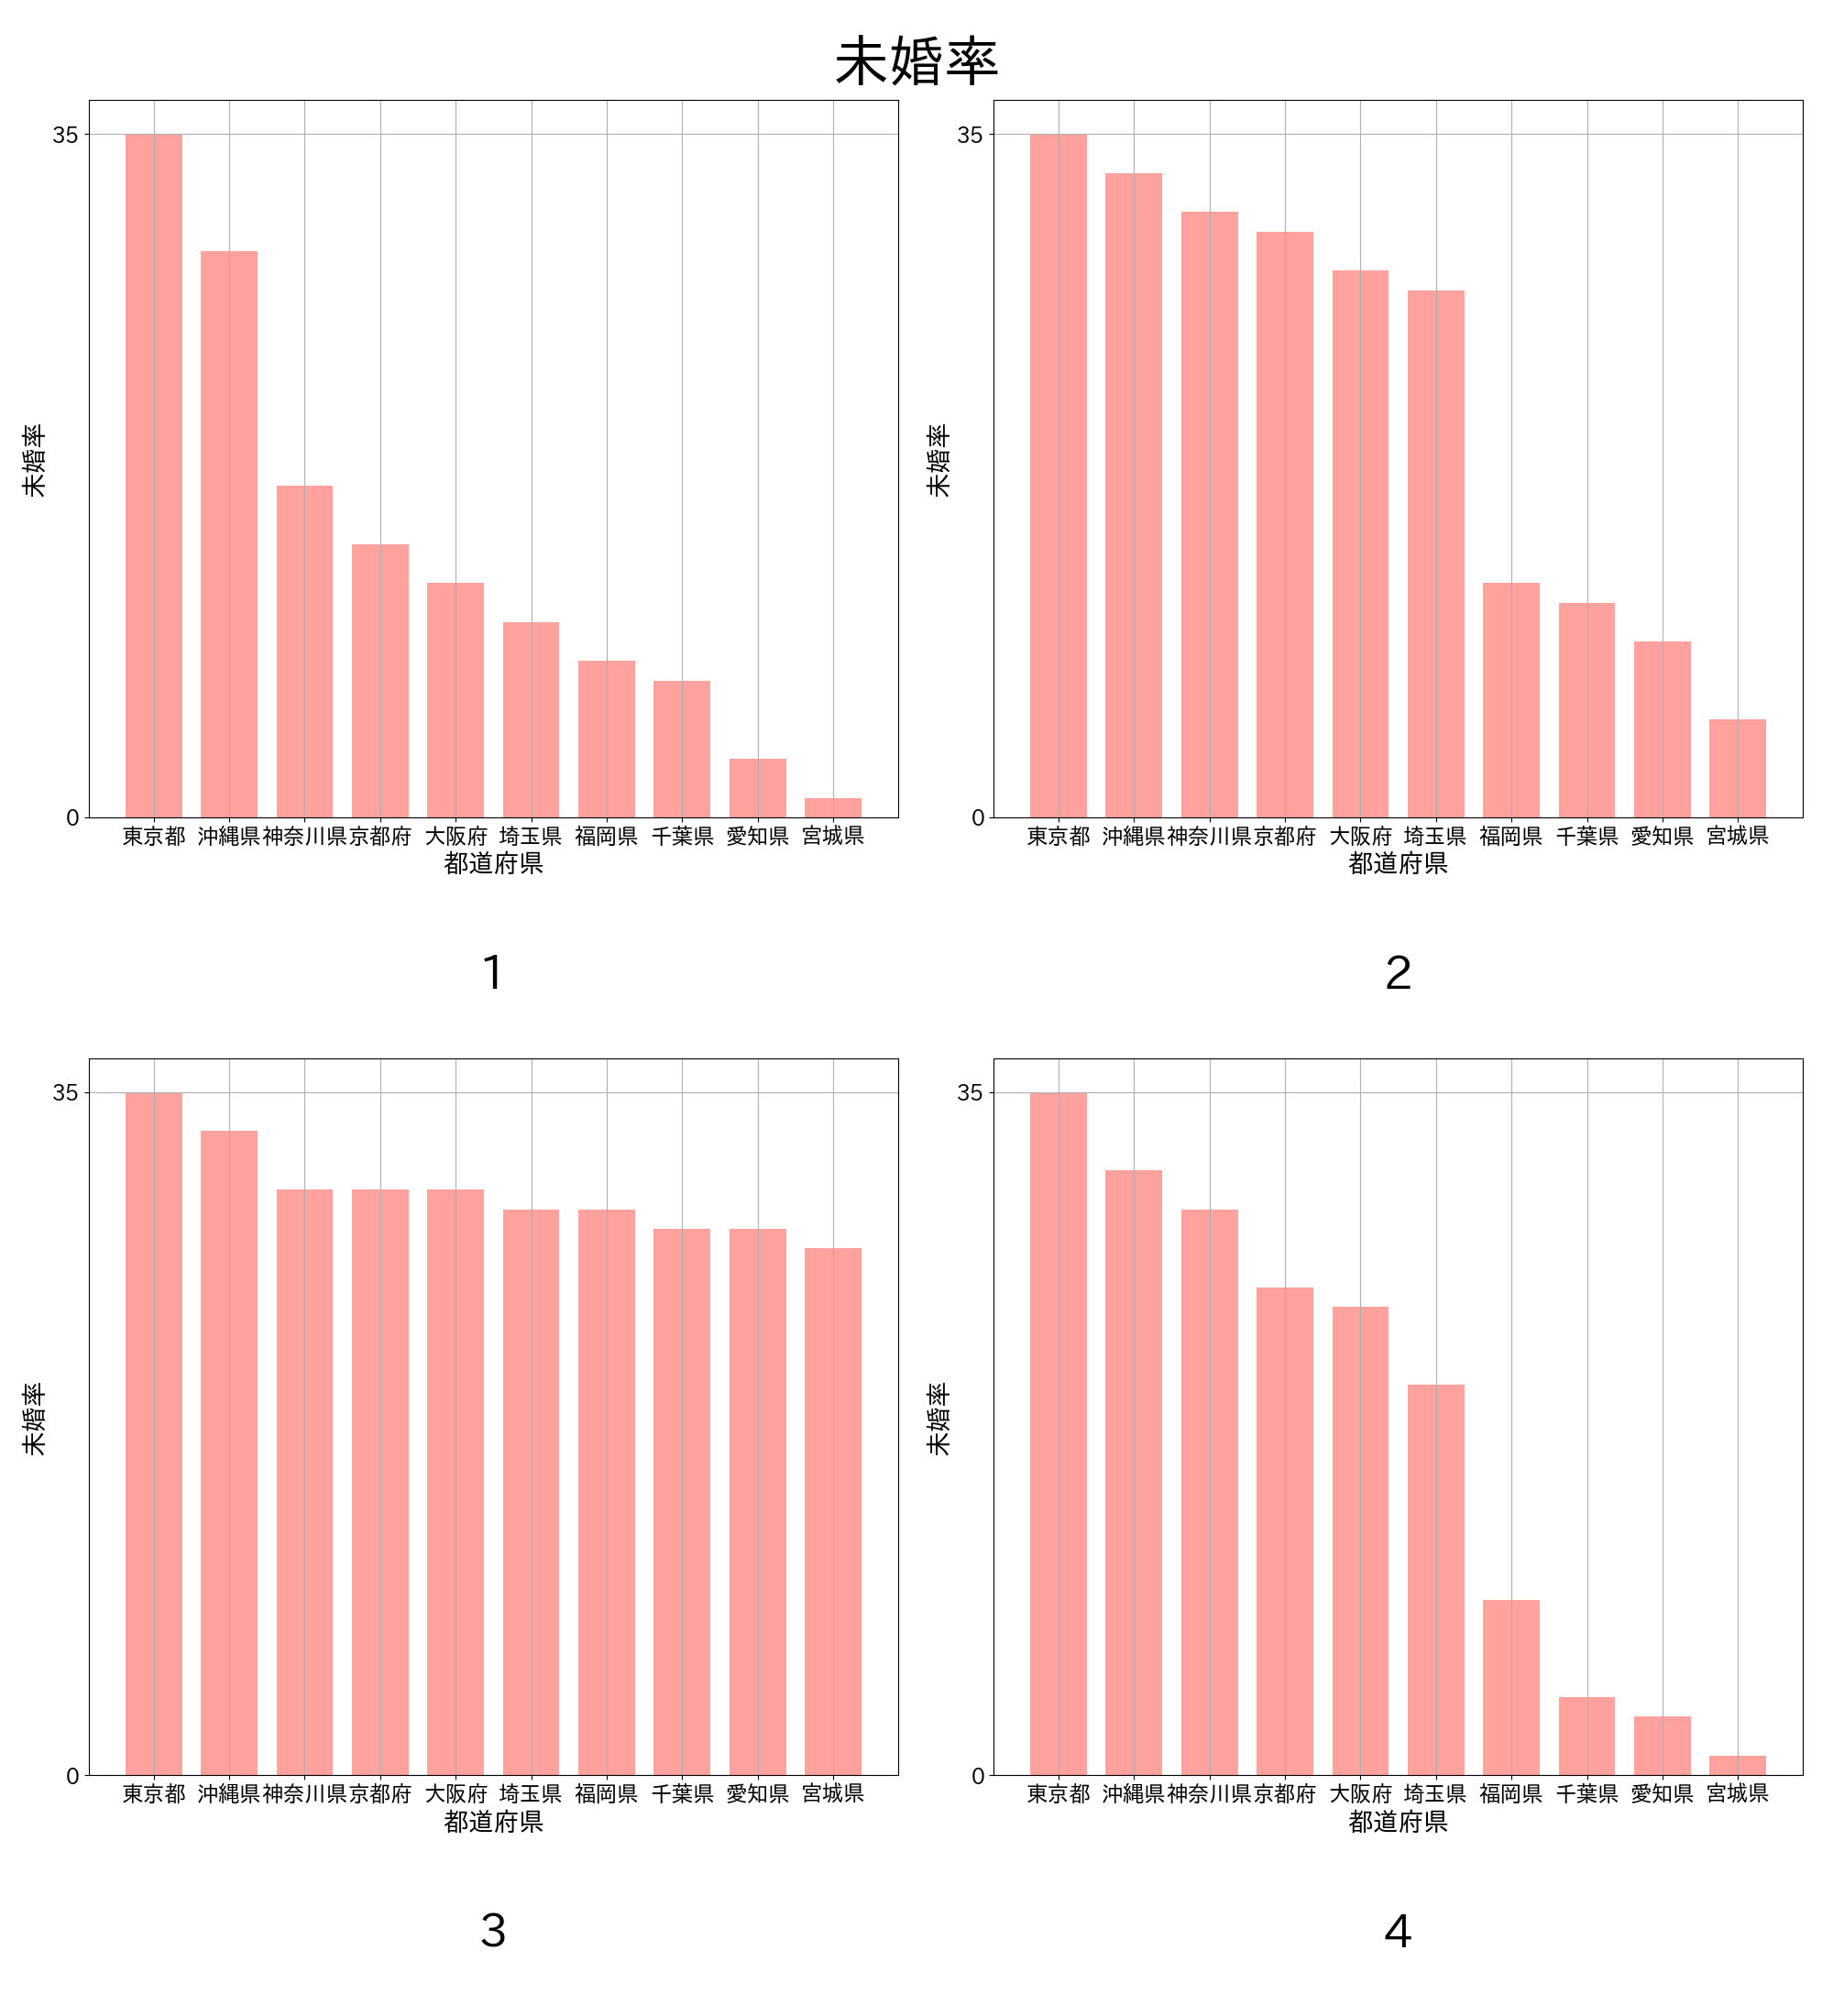 未婚率
35
0
未婚率
東京都 沖縄県 神奈川県 京都府 大阪府 埼玉県 福岡県 千葉県 愛知県 宮城県
都道府県
1
35
0
未婚率
東京都 沖縄県 神奈川県 京都府 大阪府 埼玉県 福岡県 千葉県 愛知県 宮城県
都道府県
2
35
0
未婚率
東京都 沖縄県 神奈川県 京都府 大阪府 埼玉県 福岡県 千葉県 愛知県 宮城県
都道府県
3
35
0
未婚率
東京都 沖縄県 神奈川県 京都府 大阪府 埼玉県 福岡県 千葉県 愛知県 宮城県
都道府県
4